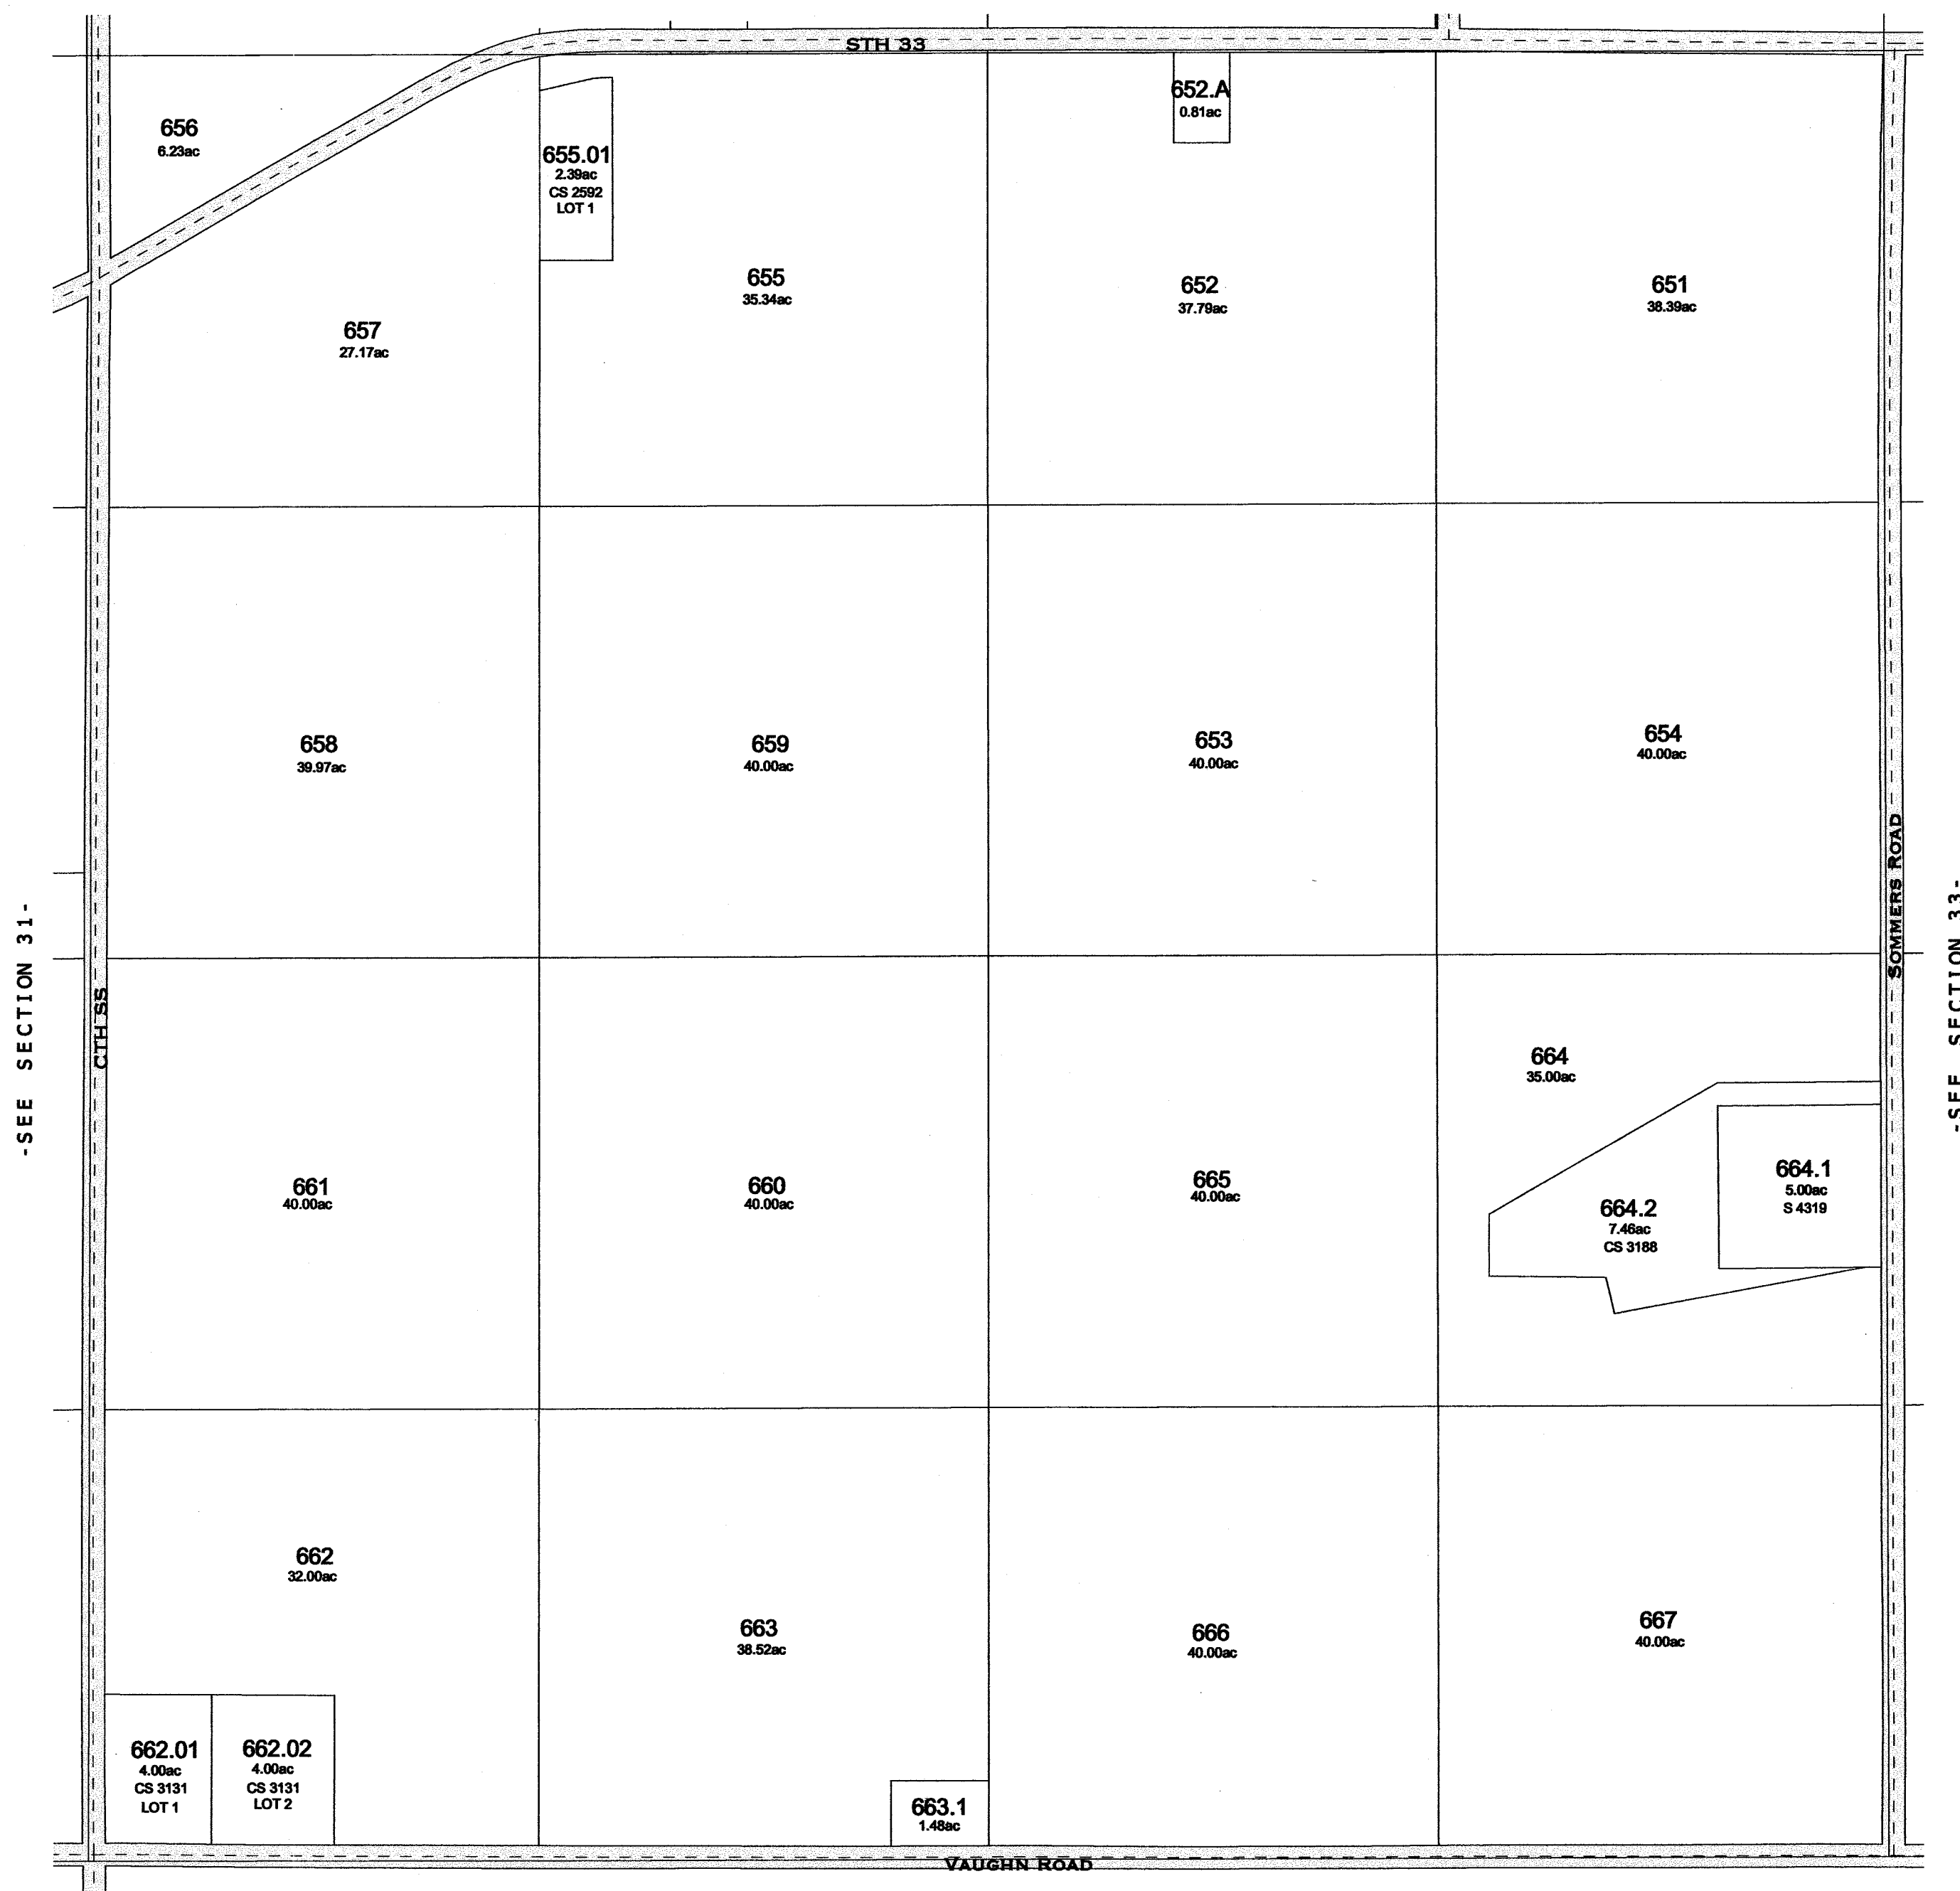 STH 33
652.A
0.81ac
656
6.23ac
655.01
2.39ac
CS 2592
LOT 1
655
35.34ac
652
37.79ac
651
38.39ac
657
27.17ac
658
39.97ac
659
40.00ac
653
40.00ac
654
40.00ac
SOMMERS ROAD
-SEE SECTION 31-
CTH SS
-SEE SECTION 33-
664
35.00ac
661
40.00ac
660
40.00ac
665
40.00ac
664.2
7.46ac
CS 3188
664.1
5.00ac
S 4319
662
32.00ac
663
38.52ac
666
40.00ac
667
40.00ac
662.01
4.00ac
CS 3131
LOT 1
662.02
4.00ac
CS 3131
LOT 2
663.1
1.48ac
VAUGHN ROAD